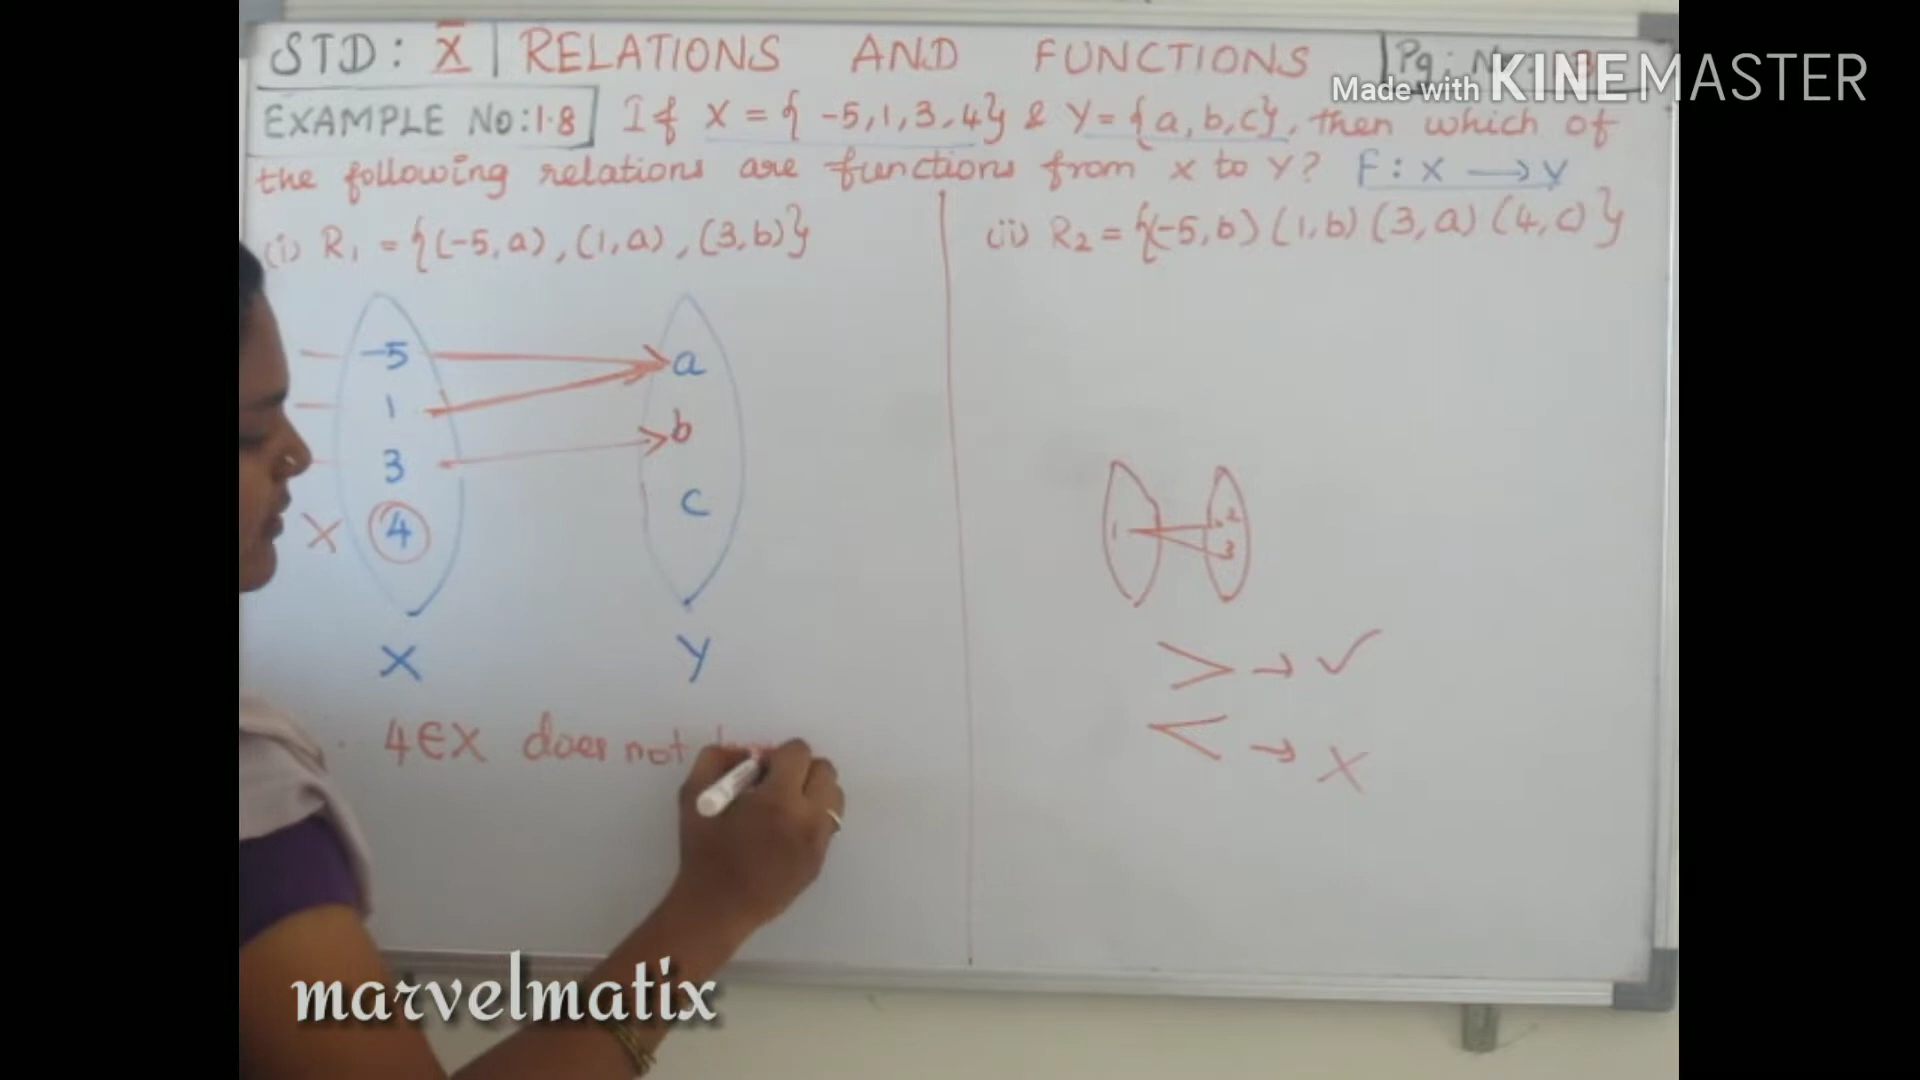 STD: X | RELATIONS AND FUNCTIONS Pg: No
Made with KINEMASTER
EXAMPLE No:1.8 If X = { -5,1,3,4} & Y = {a, b, c}, then which of
the following relations are functions from X to Y? F : X → Y
(i) R₁ = {(-5,a) , (1,a) , (3,b)}
(ii) R₂ = {(-5,b) (1,b) (3,a) (4,c)}
-5 a
1 b
3 c
X 4
X Y
1 2
3
> → ✓
< → X
4∈X does not
marvelmatix